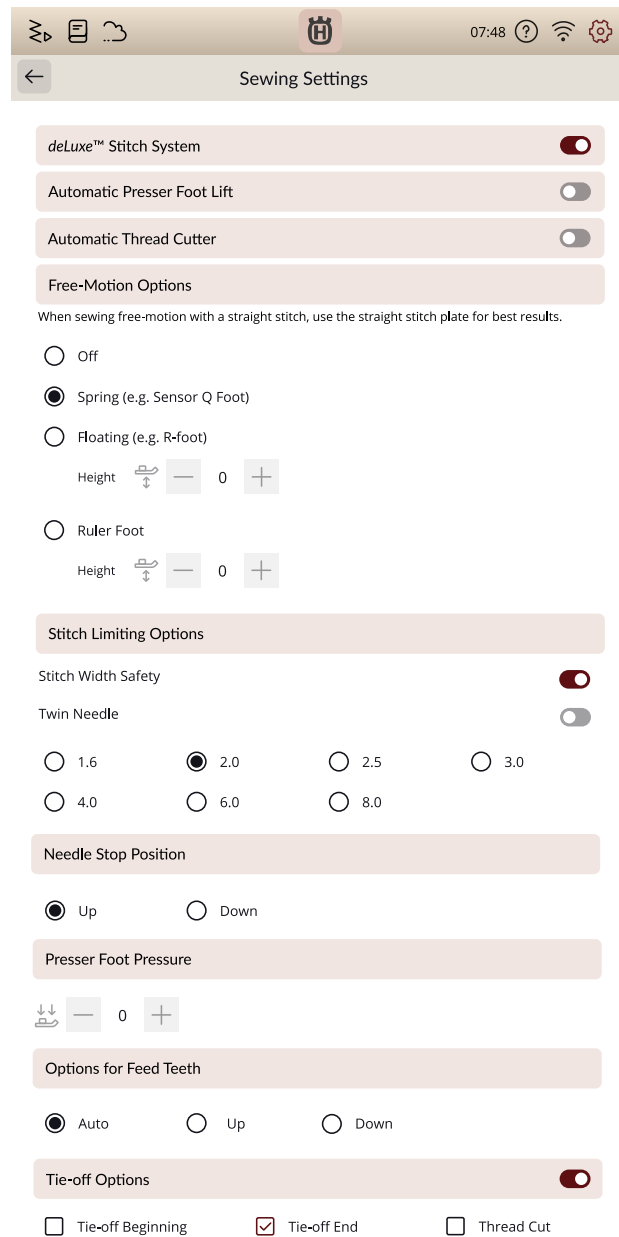 07:48
Sewing Settings
deLuxe™ Stitch System
Automatic Presser Foot Lift
Automatic Thread Cutter
Free-Motion Options
When sewing free-motion with a straight stitch, use the straight stitch plate for best results.
Off
Spring (e.g. Sensor Q Foot)
Floating (e.g. R-foot)
Height 0
Ruler Foot
Height 0
Stitch Limiting Options
Stitch Width Safety
Twin Needle
1.6 2.0 2.5 3.0
4.0 6.0 8.0
Needle Stop Position
Up Down
Presser Foot Pressure
0
Options for Feed Teeth
Auto Up Down
Tie-off Options
Tie-off Beginning Tie-off End Thread Cut